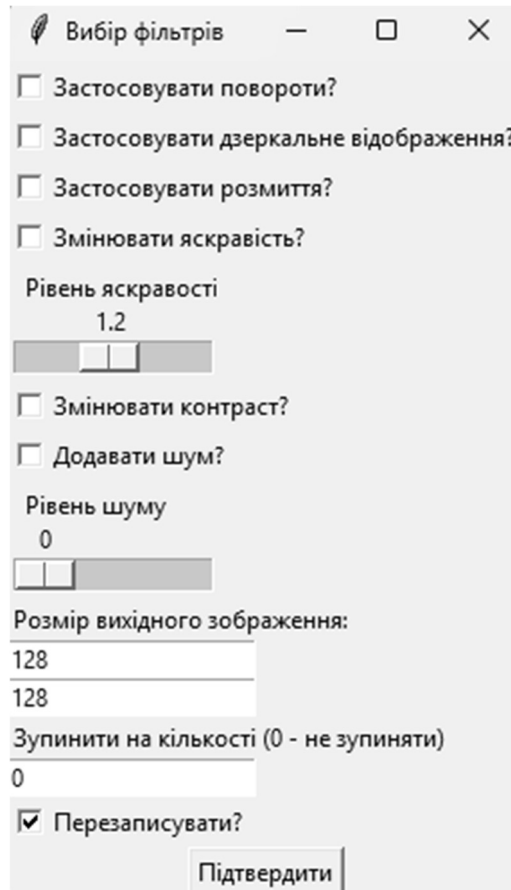 Вибір фільтрів
Застосовувати повороти?
Застосовувати дзеркальне відображення?
Застосовувати розмиття?
Змінювати яскравість?
Рівень яскравості
1.2
Змінювати контраст?
Додавати шум?
Рівень шуму
0
Розмір вихідного зображення:
128
128
Зупинити на кількості (0 - не зупиняти)
0
Перезаписувати?
Підтвердити